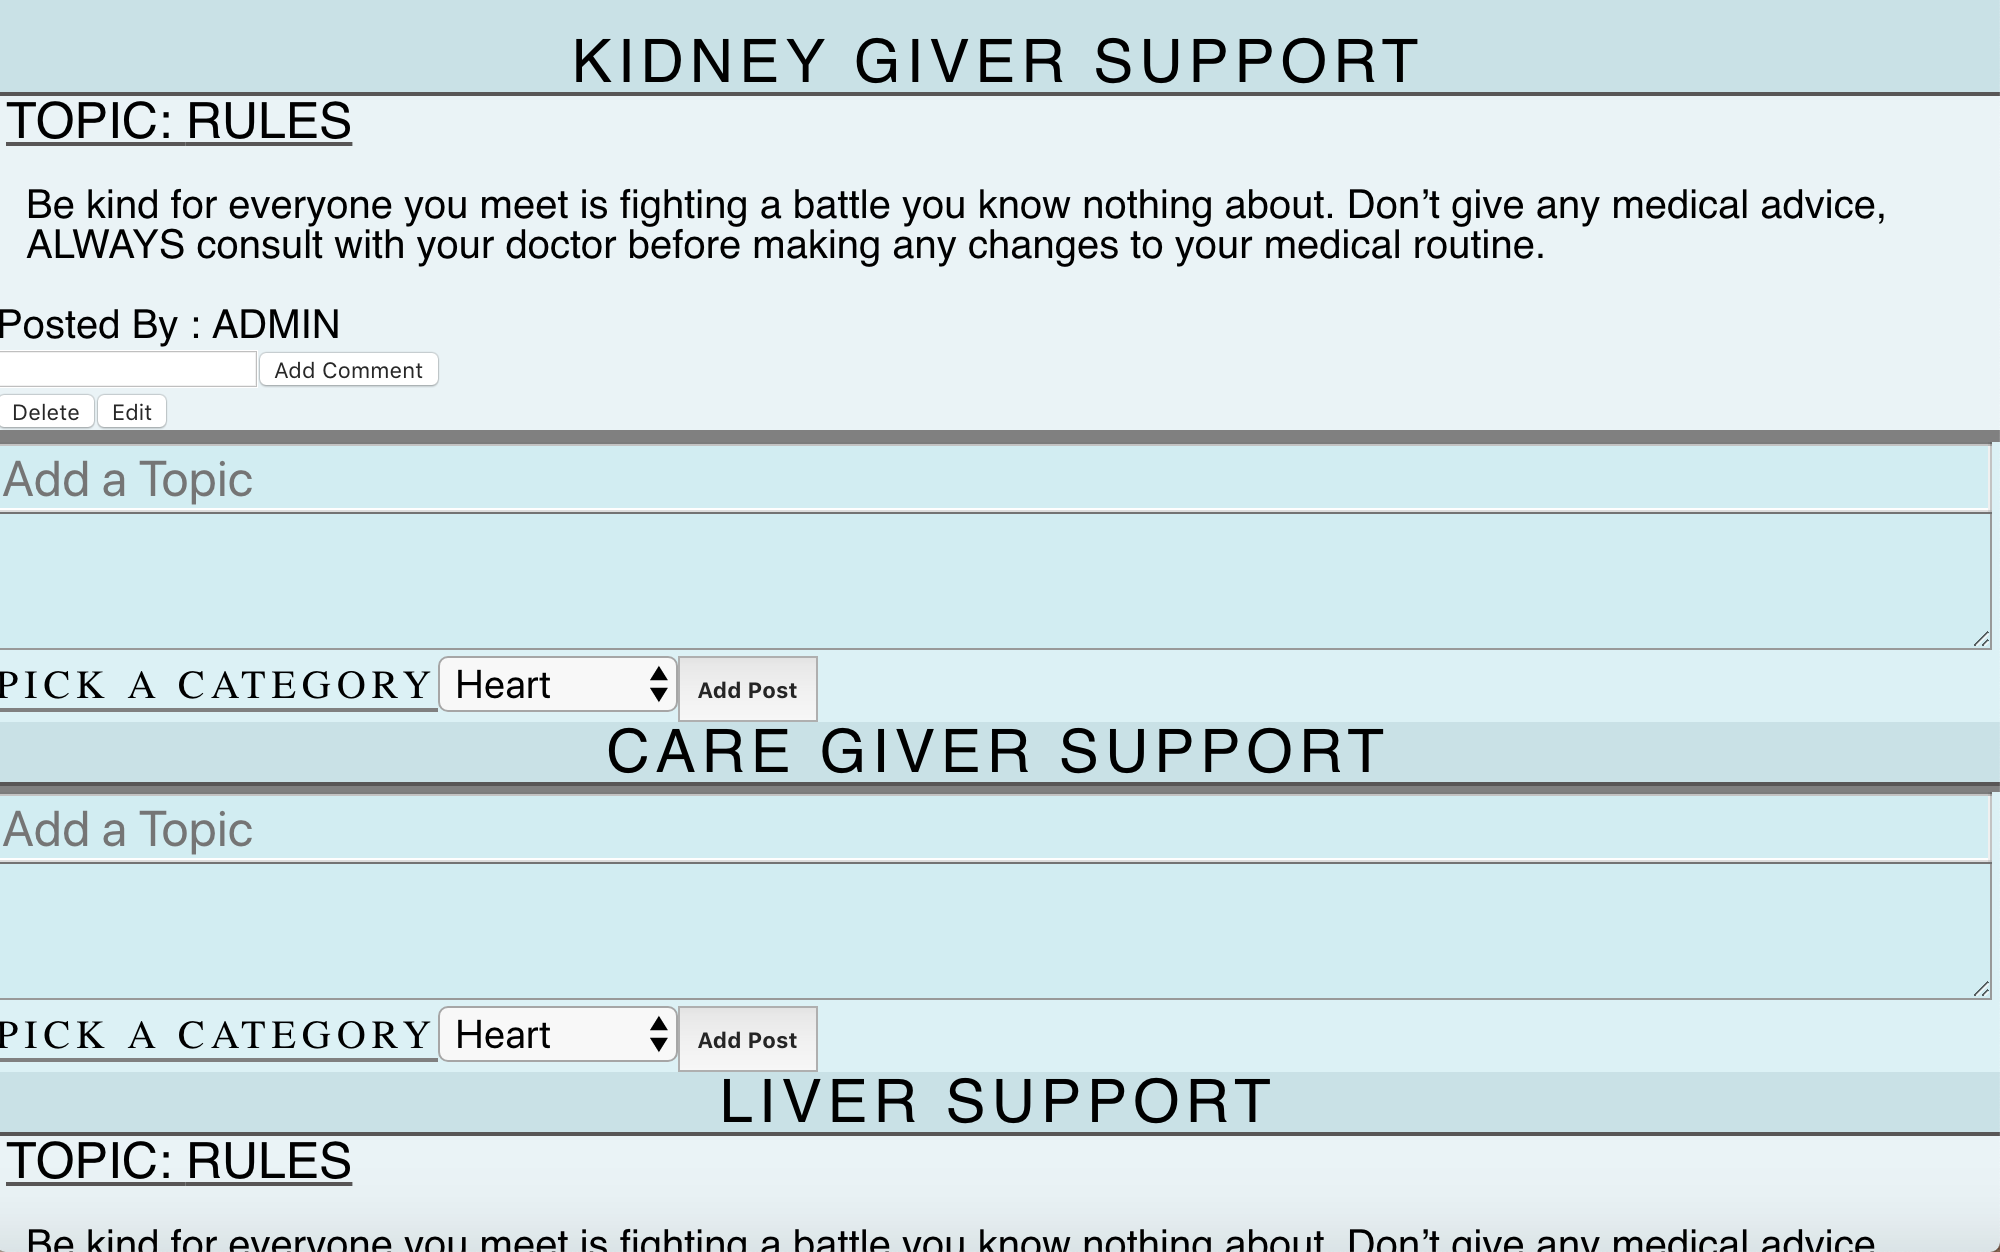 KIDNEY GIVER SUPPORT
TOPIC: RULES
Be kind for everyone you meet is fighting a battle you know nothing about. Don’t give any medical advice,
ALWAYS consult with your doctor before making any changes to your medical routine.
Posted By : ADMIN
Add Comment
Delete Edit
Add a Topic
PICK A CATEGORY Heart Add Post
CARE GIVER SUPPORT
Add a Topic
PICK A CATEGORY Heart Add Post
LIVER SUPPORT
TOPIC: RULES
Be kind for everyone you meet is fighting a battle you know nothing about. Don’t give any medical advice,